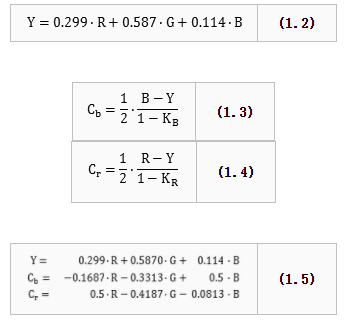 Y = 0.299 · R + 0.587 · G + 0.114 · B (1.2)
C_b = 1/2 · (B − Y)/(1 − K_B) (1.3)
C_r = 1/2 · (R − Y)/(1 − K_R) (1.4)
Y = 0.299 · R + 0.5870 · G + 0.114 · B
C_b = −0.1687 · R − 0.3313 · G + 0.5 · B (1.5)
C_r = 0.5 · R − 0.4187 · G − 0.0813 · B